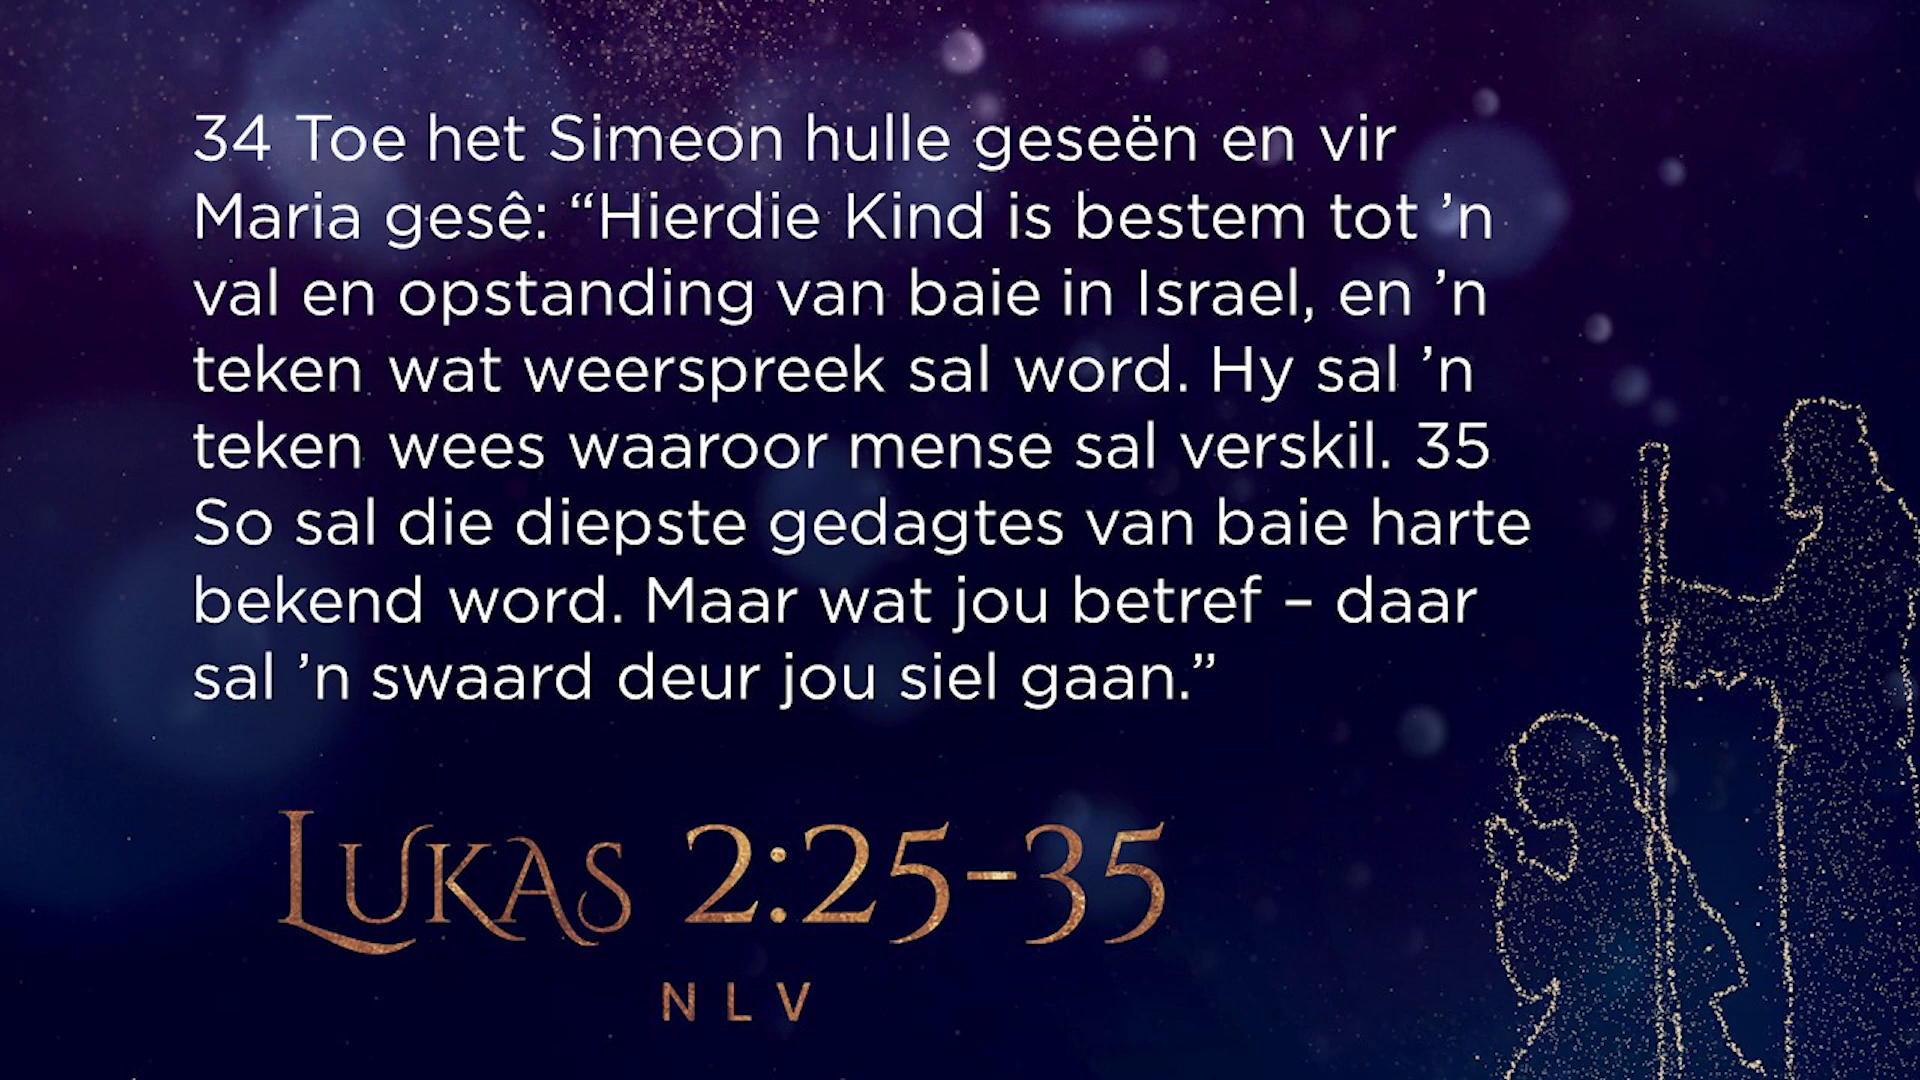 34 Toe het Simeon hulle geseën en vir
Maria gesê: “Hierdie Kind is bestem tot ’n
val en opstanding van baie in Israel, en ’n
teken wat weerspreek sal word. Hy sal ’n
teken wees waaroor mense sal verskil. 35
So sal die diepste gedagtes van baie harte
bekend word. Maar wat jou betref – daar
sal ’n swaard deur jou siel gaan.”
LUKAS 2:25-35
NLV